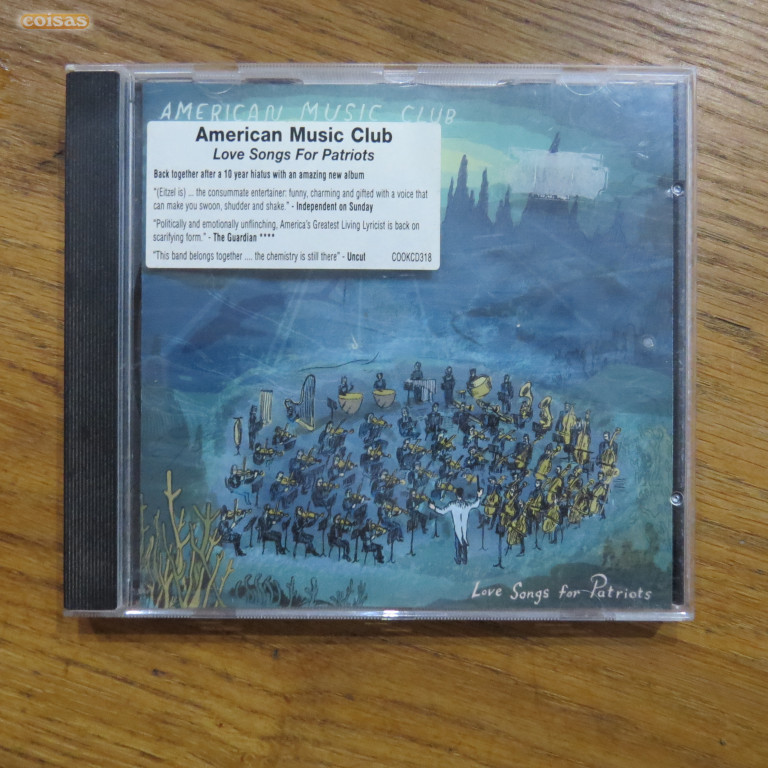 coisas
AMERICAN MUSIC CLUB
American Music Club
Love Songs For Patriots
Back together after a 10 year hiatus with an amazing new album
"(Eitzel is) ... the consummate entertainer: funny, charming and gifted with a voice that
can make you swoon, shudder and shake." - Independent on Sunday
"Politically and emotionally unflinching, America's Greatest Living Lyricist is back on
scarifying form." - The Guardian ****
"This band belongs together .... the chemistry is still there" - Uncut COOKCD318
Love Songs for Patriots